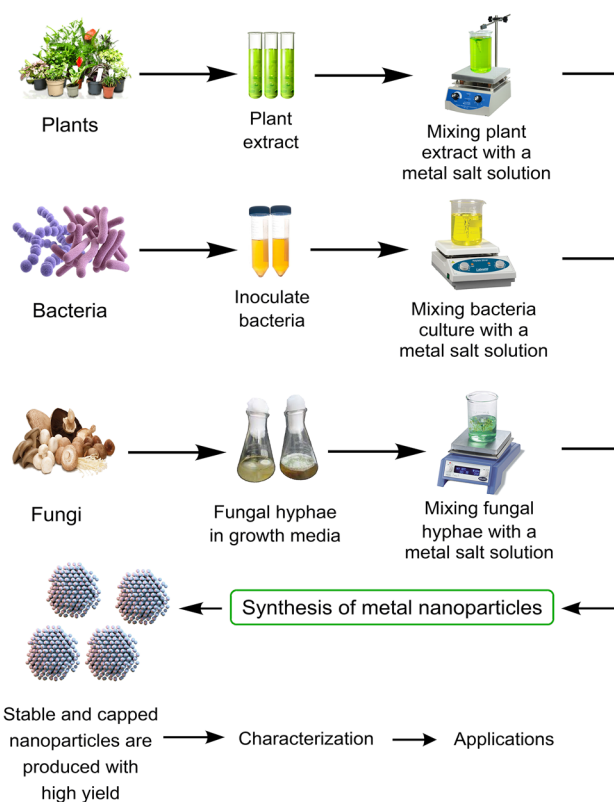 Plants
Plant
extract
Mixing plant
extract with a
metal salt solution
Bacteria
Inoculate
bacteria
Mixing bacteria
culture with a
metal salt solution
Fungi
Fungal hyphae
in growth media
Mixing fungal
hyphae with a
metal salt solution
Synthesis of metal nanoparticles
Stable and capped
nanoparticles are
produced with
high yield
Characterization
Applications